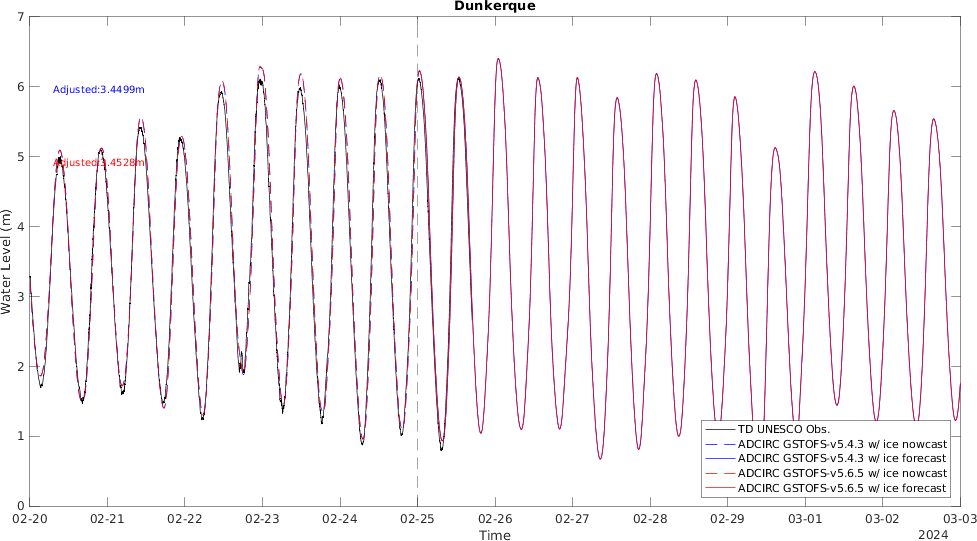 Dunkerque
7
6
5
4
3
2
1
0
Water Level (m)
Adjusted:3.4499m
Adjusted:3.4528m
TD UNESCO Obs.
ADCIRC GSTOFS-v5.4.3 w/ ice nowcast
ADCIRC GSTOFS-v5.4.3 w/ ice forecast
ADCIRC GSTOFS-v5.6.5 w/ ice nowcast
ADCIRC GSTOFS-v5.6.5 w/ ice forecast
02-20 02-21 02-22 02-23 02-24 02-25 02-26 02-27 02-28 02-29 03-01 03-02 03-03
Time
2024